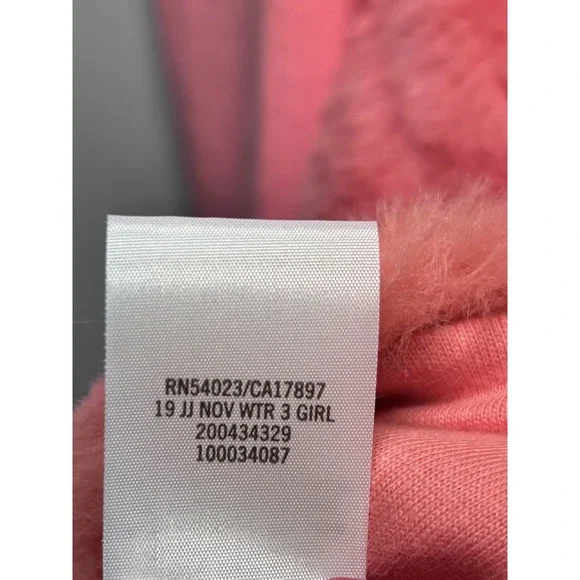 RN54023/CA17897
19 JJ NOV WTR 3 GIRL
200434329
100034087